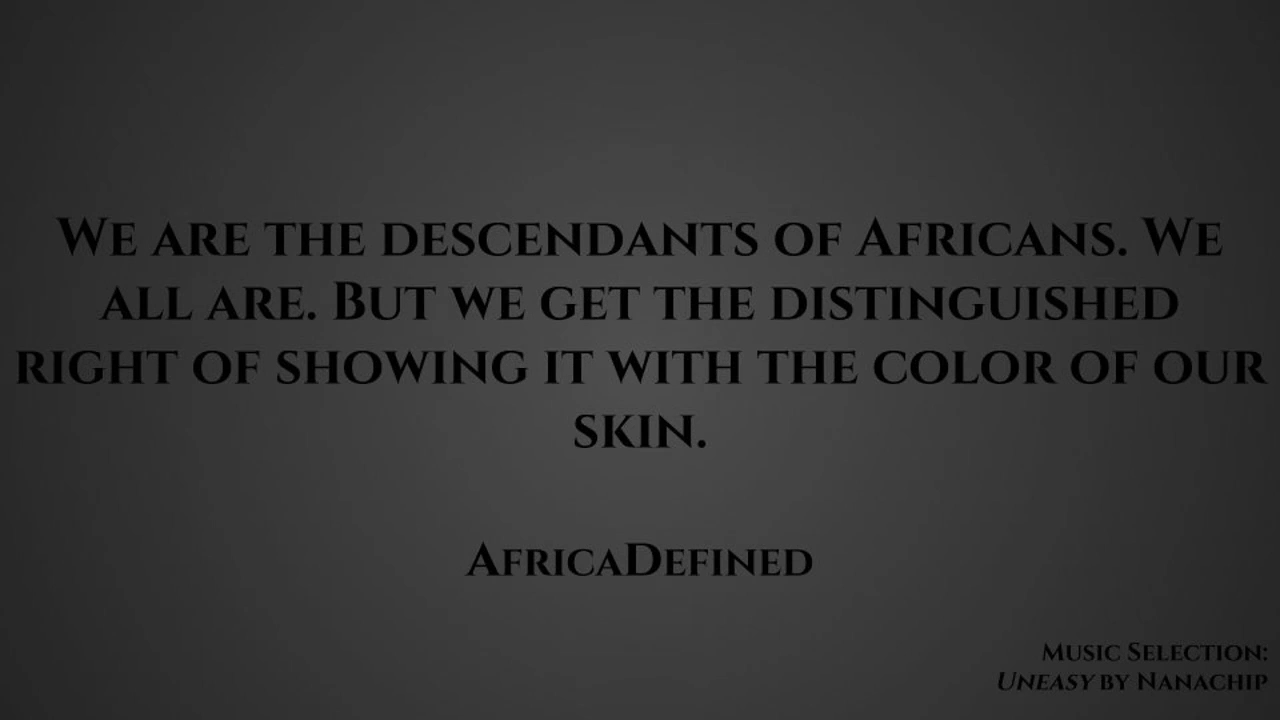 We are the descendants of Africans. We
all are. But we get the distinguished
right of showing it with the color of our
skin.
AfricaDefined
Music Selection:
Uneasy by Nanachip